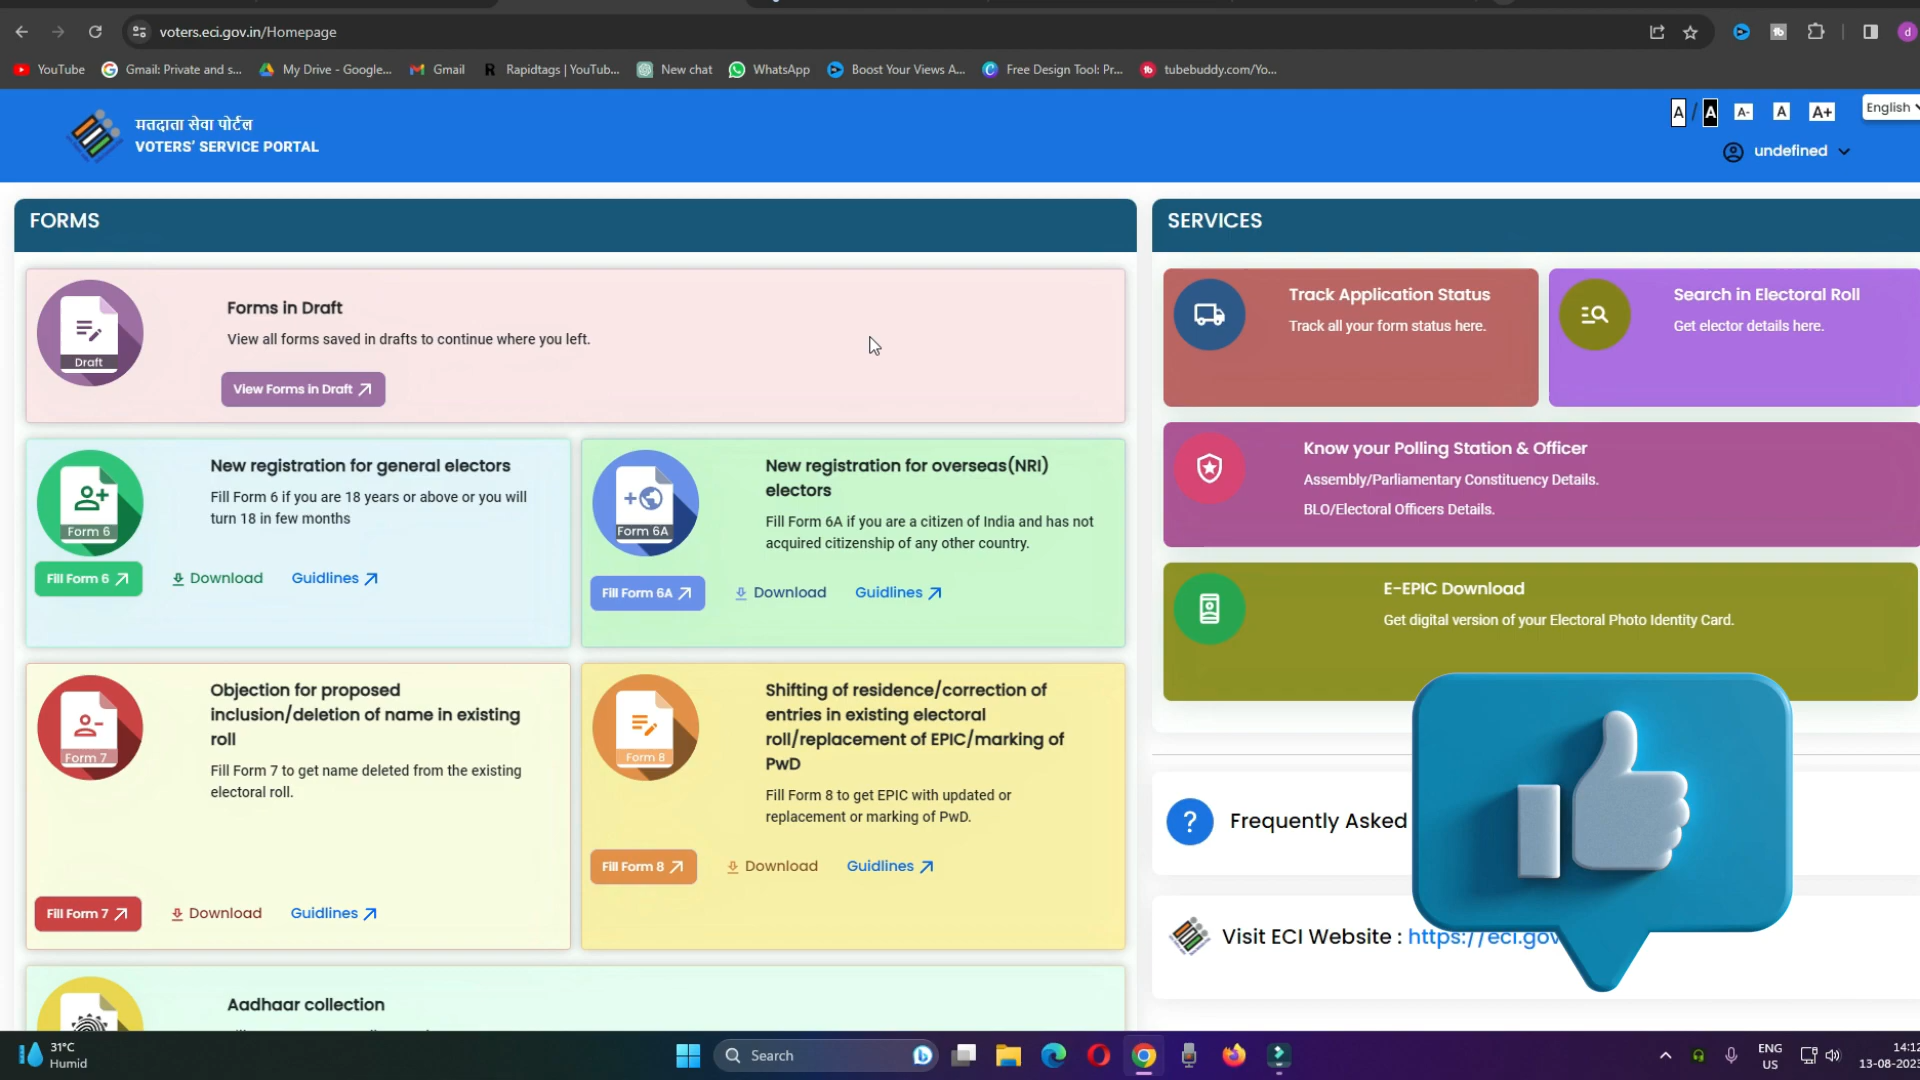 voters.eci.gov.in/Homepage
YouTube
Gmail: Private and s...
My Drive - Google...
Gmail
Rapidtags | YouTub...
New chat
WhatsApp
Boost Your Views A...
Free Design Tool: Pr...
tubebuddy.com/Yo...
मतदाता सेवा पोर्टल
VOTERS’ SERVICE PORTAL
A / A A- A A+ English
undefined
FORMS
Forms in Draft
View all forms saved in drafts to continue where you left.
Draft
View Forms in Draft
New registration for general electors
Fill Form 6 if you are 18 years or above or you will
turn 18 in few months
Form 6
Fill Form 6
Download
Guidlines
New registration for overseas(NRI)
electors
Fill Form 6A if you are a citizen of India and has not
acquired citizenship of any other country.
Form 6A
Fill Form 6A
Download
Guidlines
Objection for proposed
inclusion/deletion of name in existing
roll
Fill Form 7 to get name deleted from the existing
electoral roll.
Form 7
Fill Form 7
Download
Guidlines
Shifting of residence/correction of
entries in existing electoral
roll/replacement of EPIC/marking of
PwD
Fill Form 8 to get EPIC with updated or
replacement or marking of PwD.
Form 8
Fill Form 8
Download
Guidlines
Aadhaar collection
SERVICES
Track Application Status
Track all your form status here.
Search in Electoral Roll
Get elector details here.
Know your Polling Station & Officer
Assembly/Parliamentary Constituency Details.
BLO/Electoral Officers Details.
E-EPIC Download
Get digital version of your Electoral Photo Identity Card.
? Frequently Asked
Visit ECI Website : https://eci.gov
31°C
Humid
Search
ENG
US
14:12
13-08-202